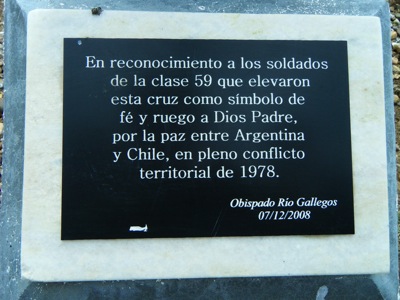 En reconocimiento a los soldados
de la clase 59 que elevaron
esta cruz como símbolo de
fé y ruego a Dios Padre,
por la paz entre Argentina
y Chile, en pleno conflicto
territorial de 1978.
Obispado Río Gallegos
07/12/2008